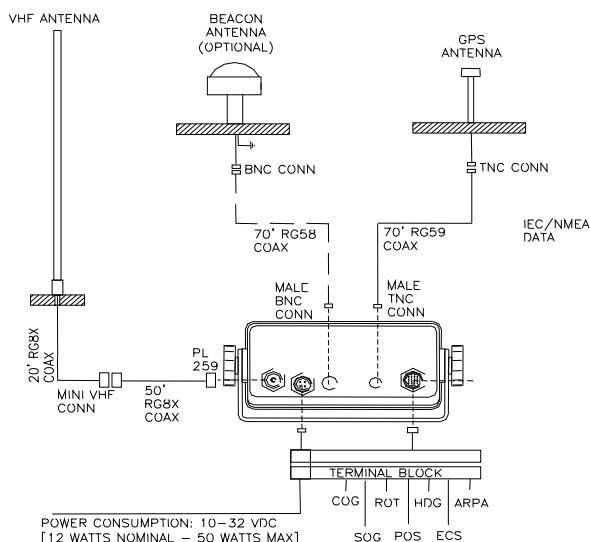 VHF ANTENNA
BEACON
ANTENNA
(OPTIONAL)
GPS
ANTENNA
BNC CONN
TNC CONN
70' RG58
COAX
70' RG59
COAX
IEC/NMEA
DATA
MALE
BNC
CONN
MALE
TNC
CONN
20' RG8X
COAX
PL
259
MINI VHF
CONN
50'
RG8X
COAX
TERMINAL BLOCK
COG
ROT
HDG
ARPA
SOG
POS
ECS
POWER CONSUMPTION: 10-32 VDC
[12 WATTS NOMINAL - 50 WATTS MAX]